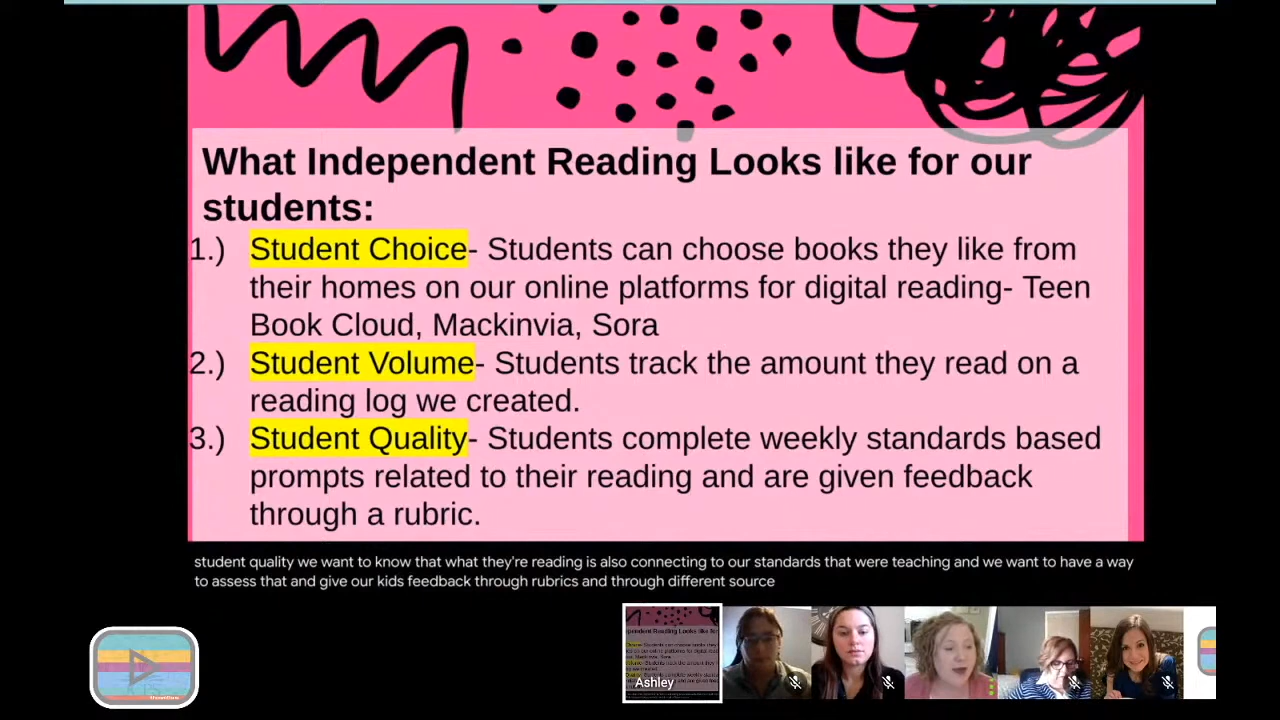 What Independent Reading Looks like for our
students:
1.) Student Choice- Students can choose books they like from
their homes on our online platforms for digital reading- Teen
Book Cloud, Mackinvia, Sora
2.) Student Volume- Students track the amount they read on a
reading log we created.
3.) Student Quality- Students complete weekly standards based
prompts related to their reading and are given feedback
through a rubric.
student quality we want to know that what they're reading is also connecting to our standards that were teaching and we want to have a way
to assess that and give our kids feedback through rubrics and through different source
Ashley